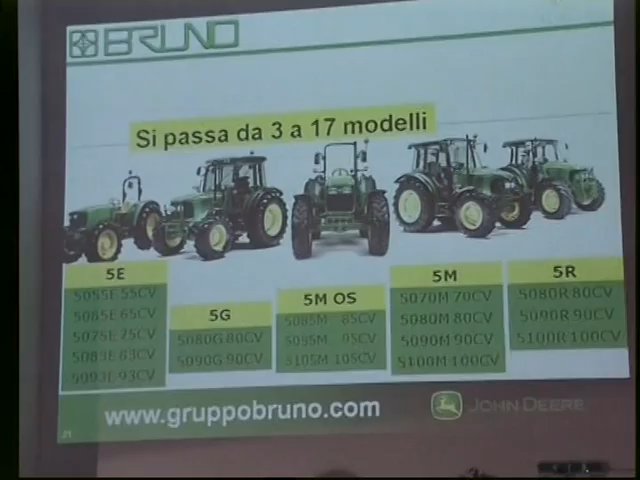 BRUNO
Si passa da 3 a 17 modelli
5E
5055E 55CV
5065E 65CV
5075E 75CV
5083E 83CV
5093E 93CV
5G
5080G 80CV
5090G 90CV
5M OS
5085M 85CV
5095M 95CV
5105M 105CV
5M
5070M 70CV
5080M 80CV
5090M 90CV
5100M 100CV
5R
5080R 80CV
5090R 90CV
5100R 100CV
www.gruppobruno.com
JOHN DEERE
21